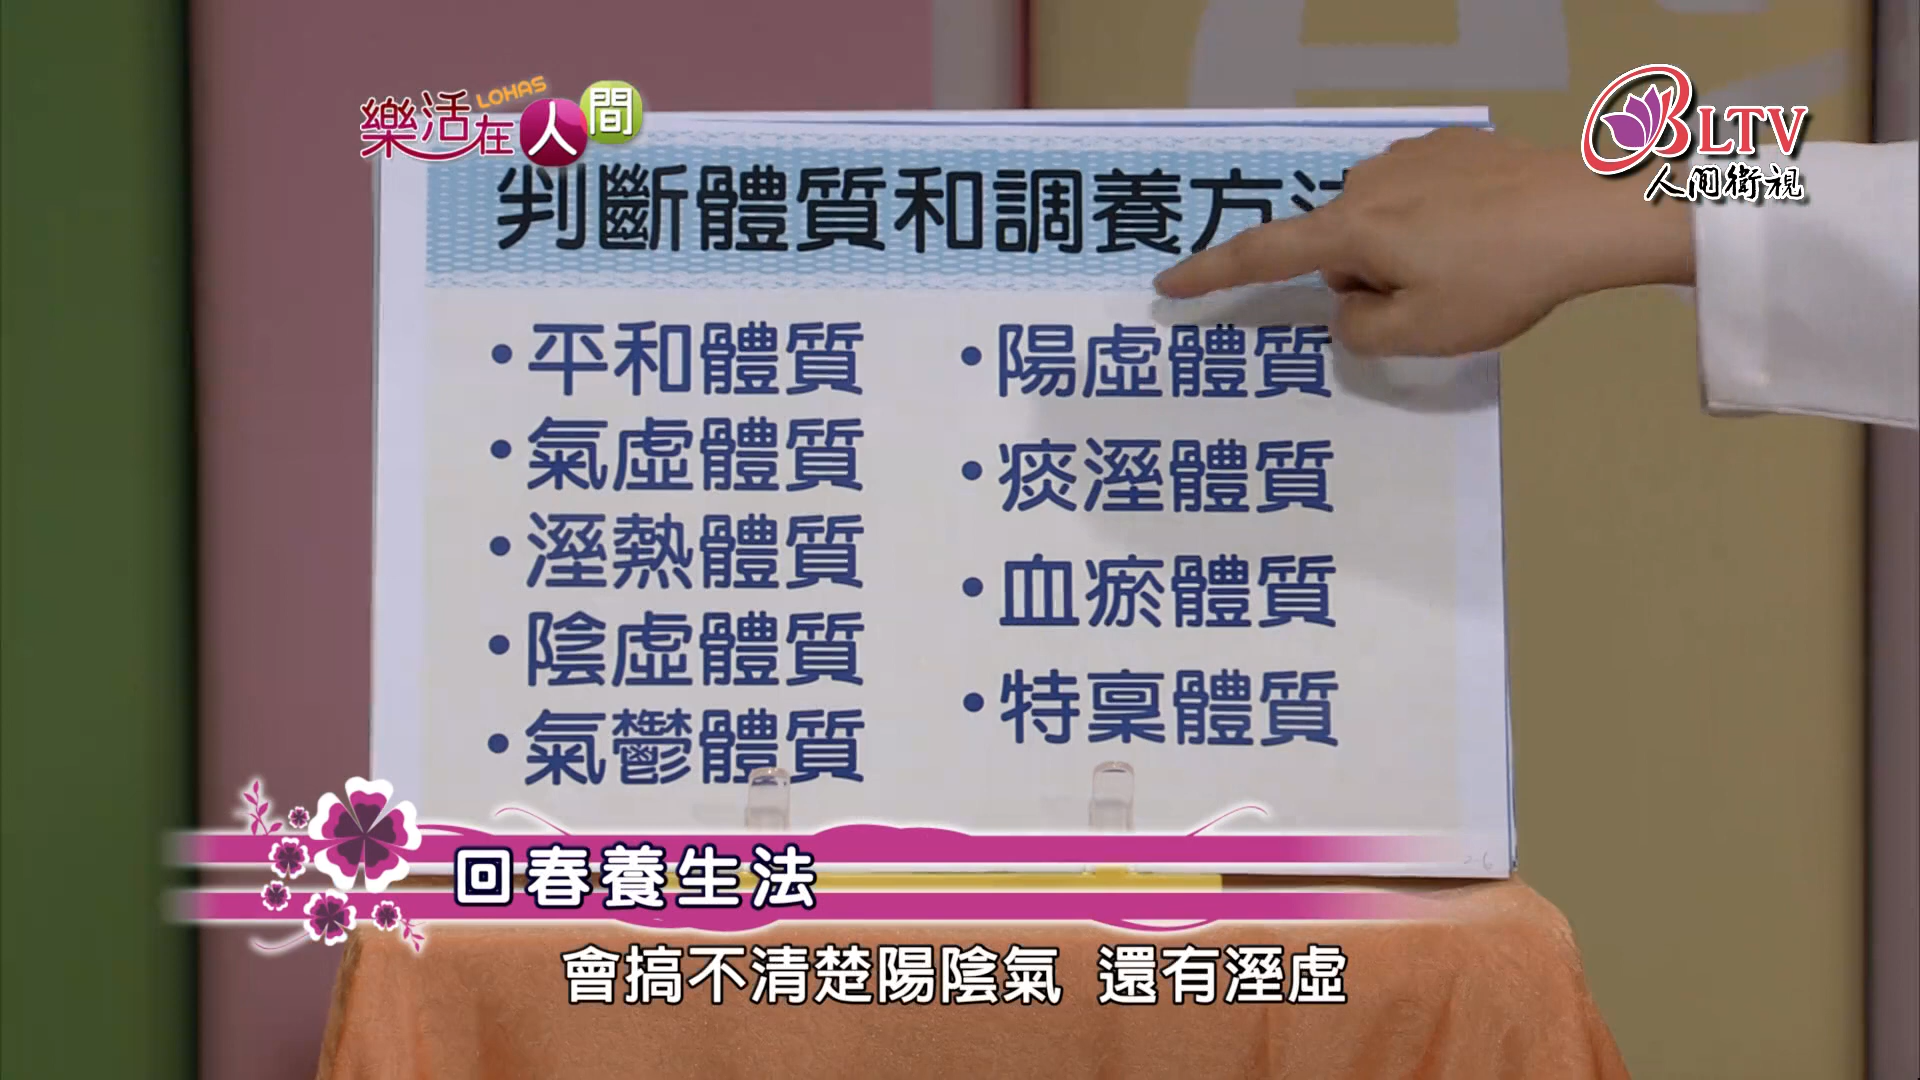 樂活在人間
LOHAS
BLTV
人間衛視
判斷體質和調養方法
•平和體質
•氣虛體質
•溼熱體質
•陰虛體質
•氣鬱體質
•陽虛體質
•痰溼體質
•血瘀體質
•特稟體質
2-6
回春養生法
會搞不清楚陽陰氣 還有溼虛